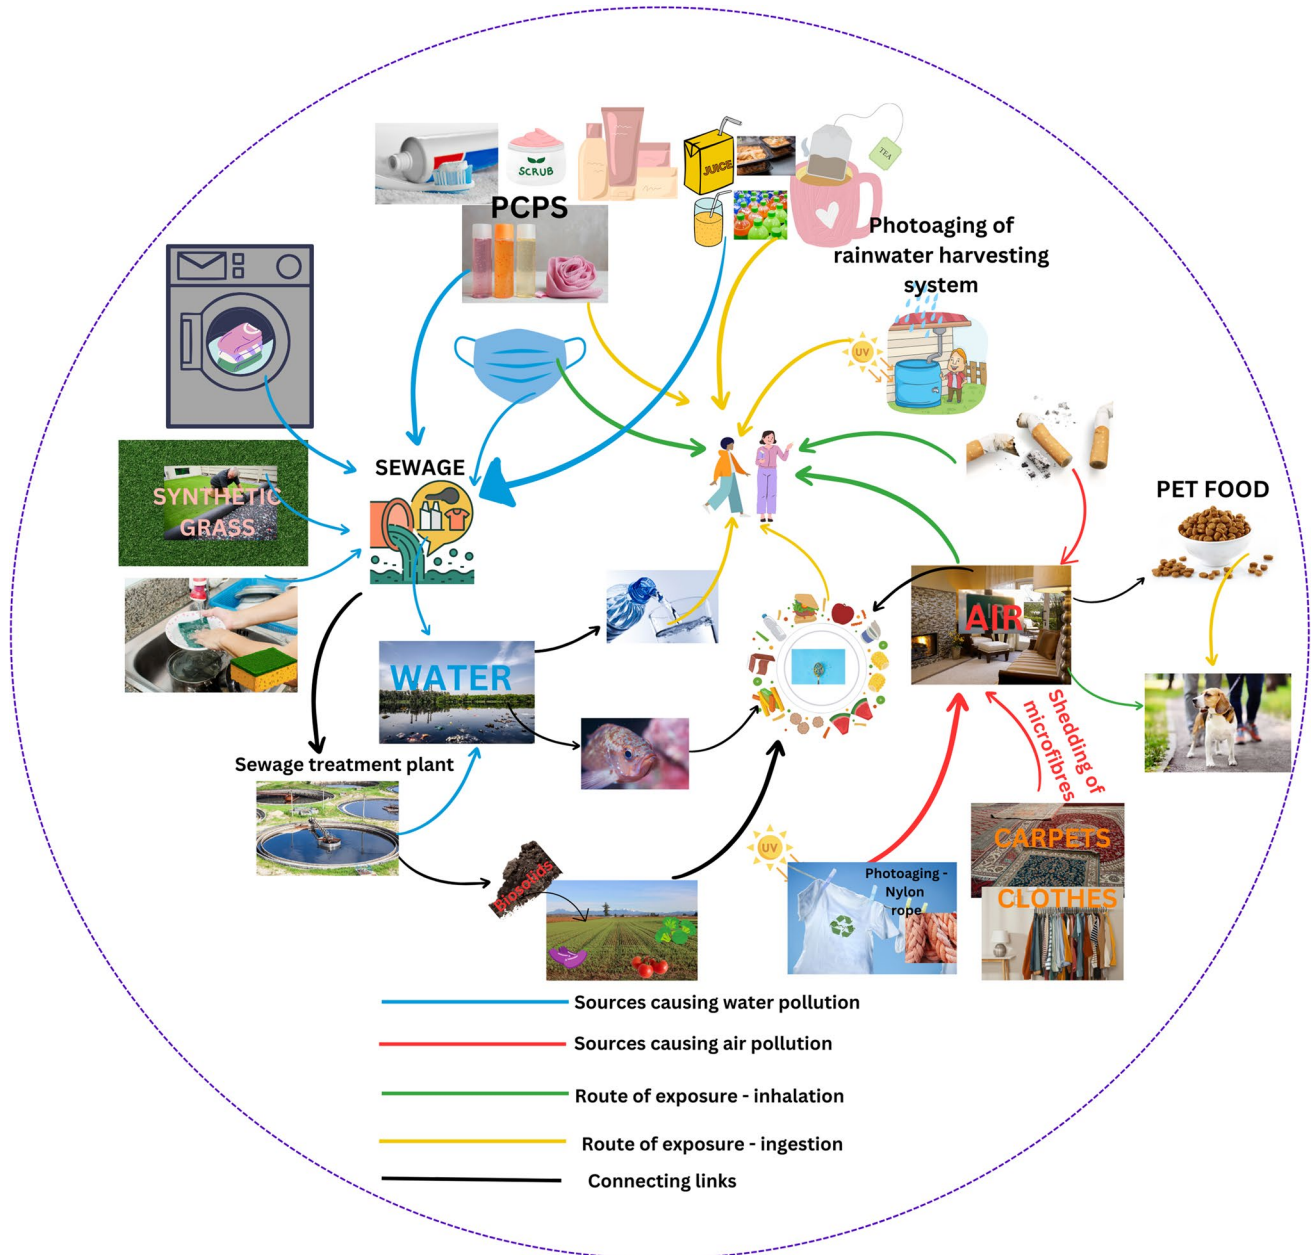 SCRUB
JUICE
TEA
PCPS
Photoaging of
rainwater harvesting
system
UV
SEWAGE
SYNTHETIC
GRASS
PET FOOD
AIR
WATER
Shedding of
microfibres
Sewage treatment plant
CARPETS
UV
Biosolids
Photoaging -
Nylon
rope
CLOTHES
Sources causing water pollution
Sources causing air pollution
Route of exposure - inhalation
Route of exposure - ingestion
Connecting links